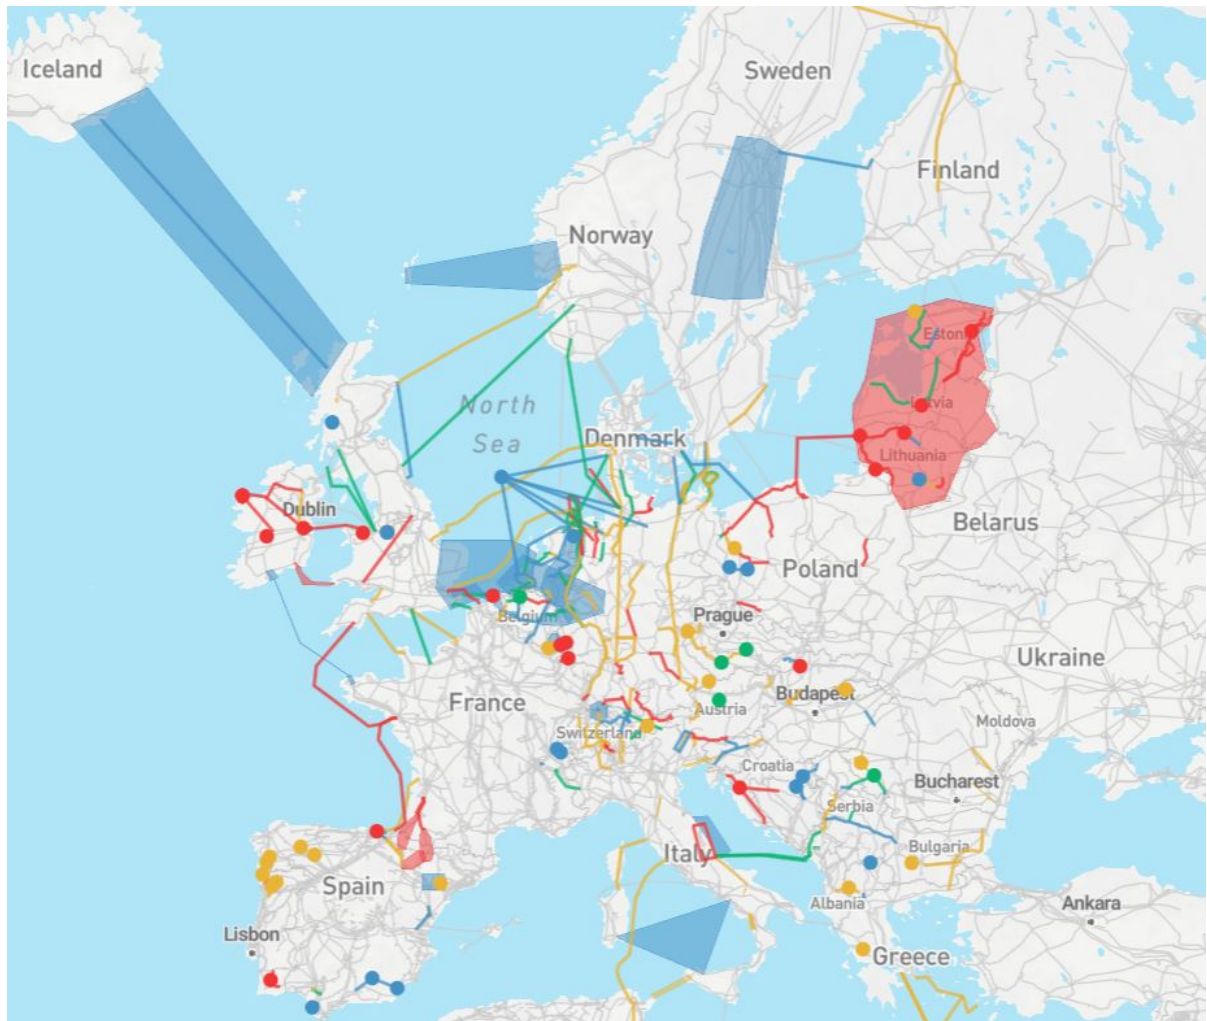 Iceland
Sweden
Finland
Norway
Estonia
North
Sea
Latvia
Denmark
Lithuania
Dublin
Belarus
Poland
Belgium
Prague
Ukraine
France
Budapest
Austria
Moldova
Switzerland
Croatia
Bucharest
Serbia
Italy
Bulgaria
Spain
Albania
Ankara
Lisbon
Greece